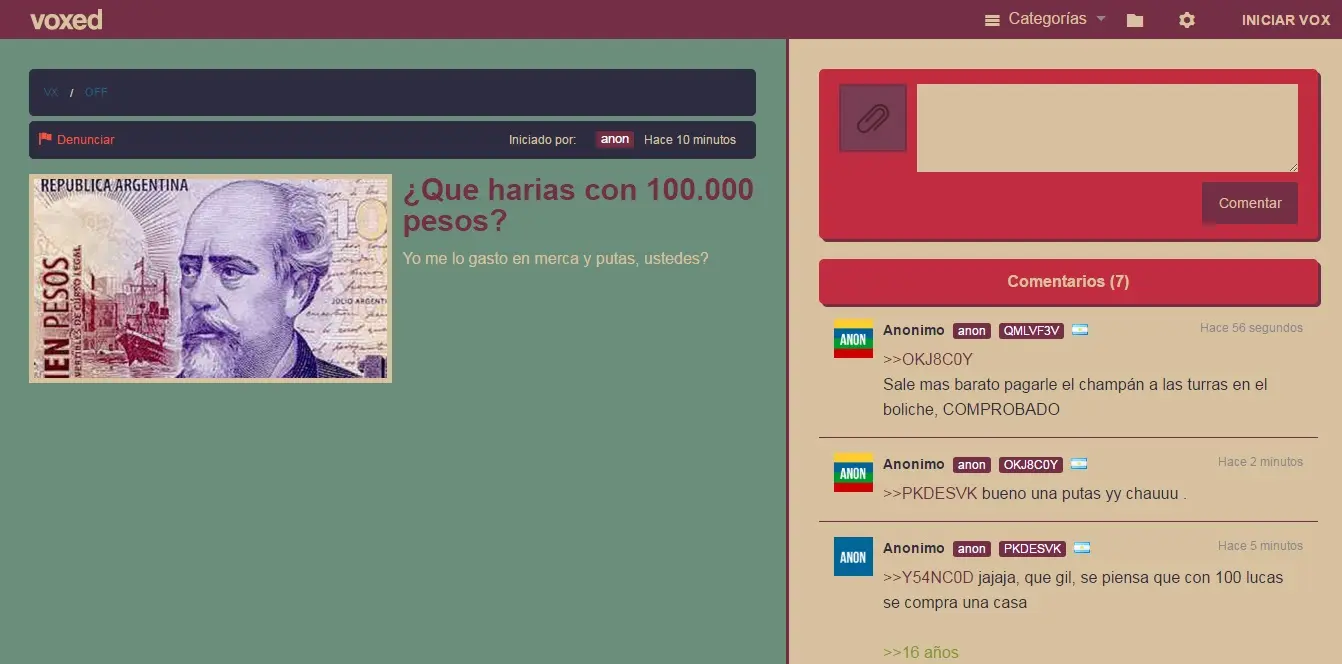 voxed
Categorías
INICIAR VOX
VX / OFF
Denunciar
Iniciado por: anon Hace 10 minutos
REPUBLICA ARGENTINA
JULIO ARGENTI
EN PESOS
¿Que harias con 100.000
pesos?
Yo me lo gasto en merca y putas, ustedes?
Comentar
Comentarios (7)
ANON
Anonimo anon QMLVF3V Hace 56 segundos
>>OKJ8C0Y
Sale mas barato pagarle el champán a las turras en el
boliche, COMPROBADO
ANON
Anonimo anon OKJ8C0Y Hace 2 minutos
>>PKDESVK bueno una putas yy chauuu .
ANON
Anonimo anon PKDESVK Hace 5 minutos
>>Y54NC0D jajaja, que gil, se piensa que con 100 lucas
se compra una casa
>>16 años